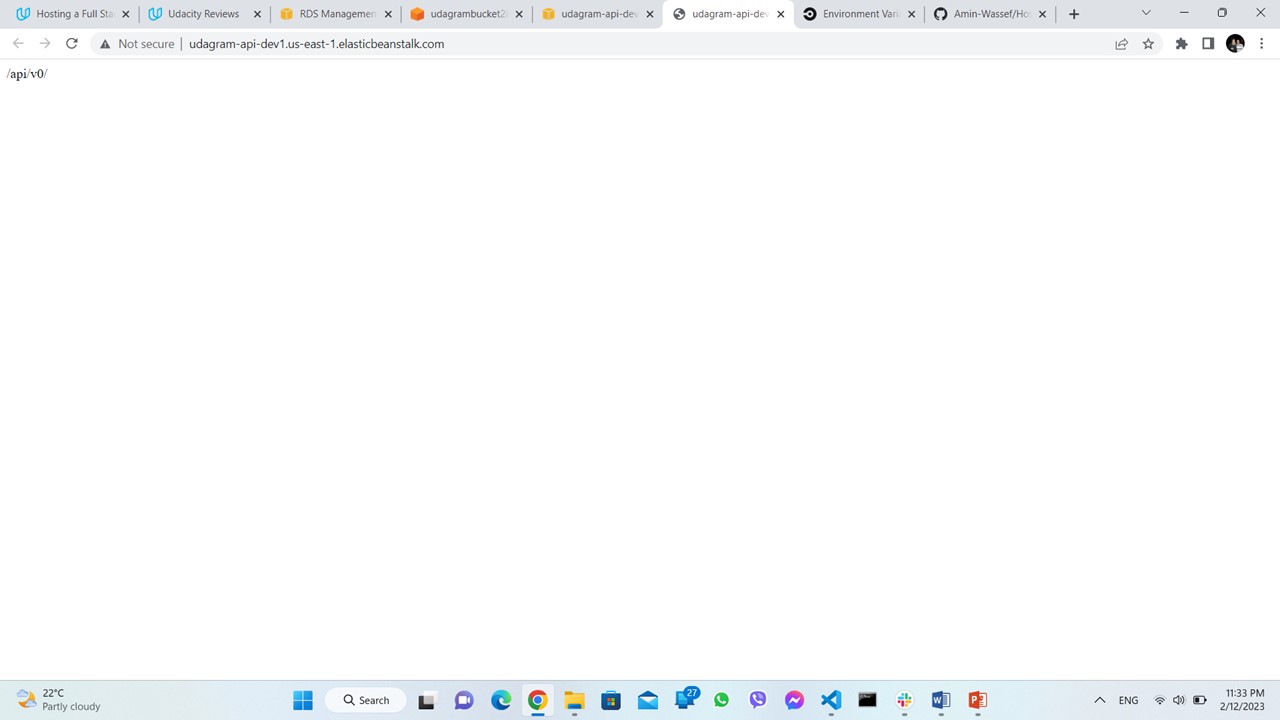 Hosting a Full Sta
Udacity Reviews
RDS Managemen
udagrambucket2
udagram-api-dev
udagram-api-dev
Environment Vari
Amin-Wassef/Hos
Not secure
udagram-api-dev1.us-east-1.elasticbeanstalk.com
/api/v0/
22°C
Partly cloudy
Search
27
ENG
11:33 PM
2/12/2023